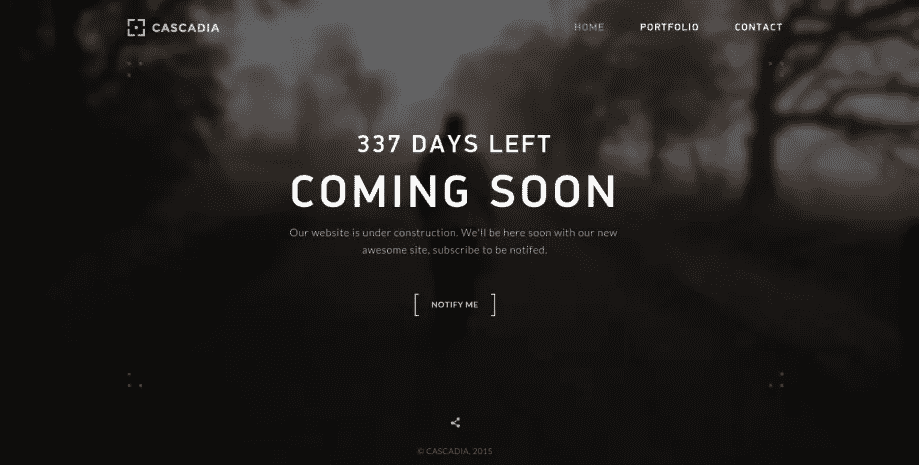 CASCADIA
HOME PORTFOLIO CONTACT
337 DAYS LEFT
COMING SOON
Our website is under construction. We'll be here soon with our new
awesome site, subscribe to be notifed.
NOTIFY ME
© CASCADIA, 2015